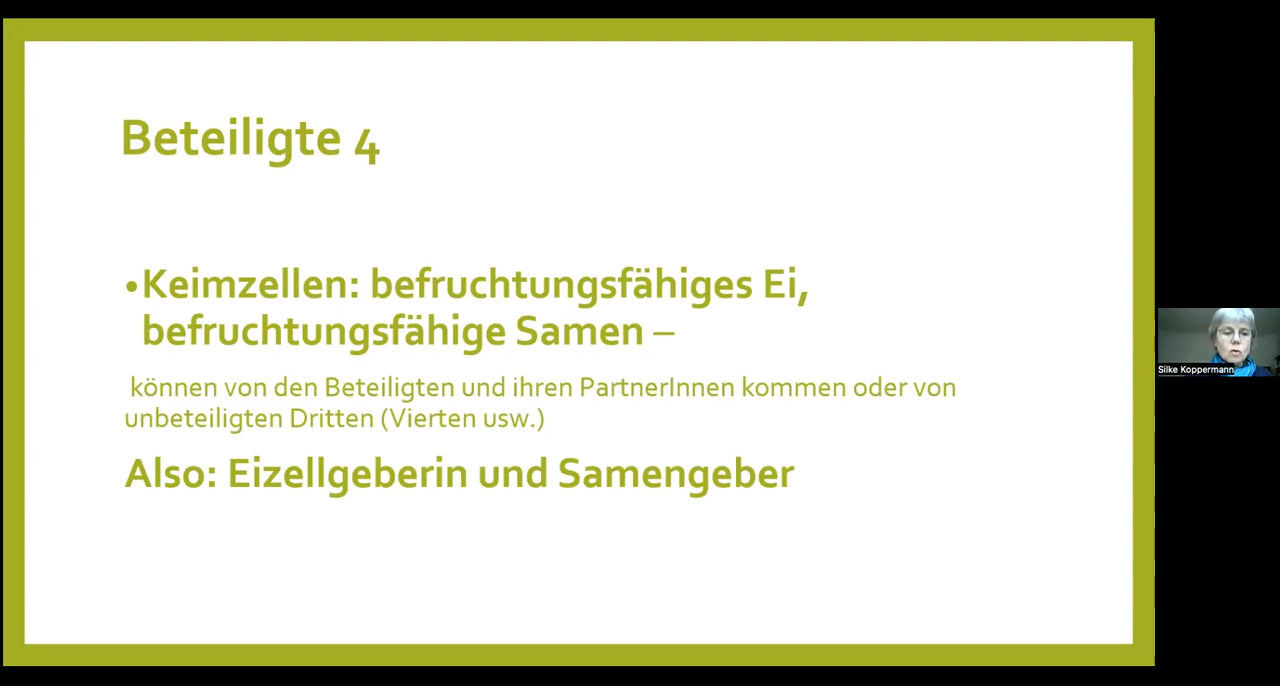 Beteiligte 4
•Keimzellen: befruchtungsfähiges Ei,
befruchtungsfähige Samen –
können von den Beteiligten und ihren PartnerInnen kommen oder von
unbeteiligten Dritten (Vierten usw.)
Also: Eizellgeberin und Samengeber
Silke Koppermann